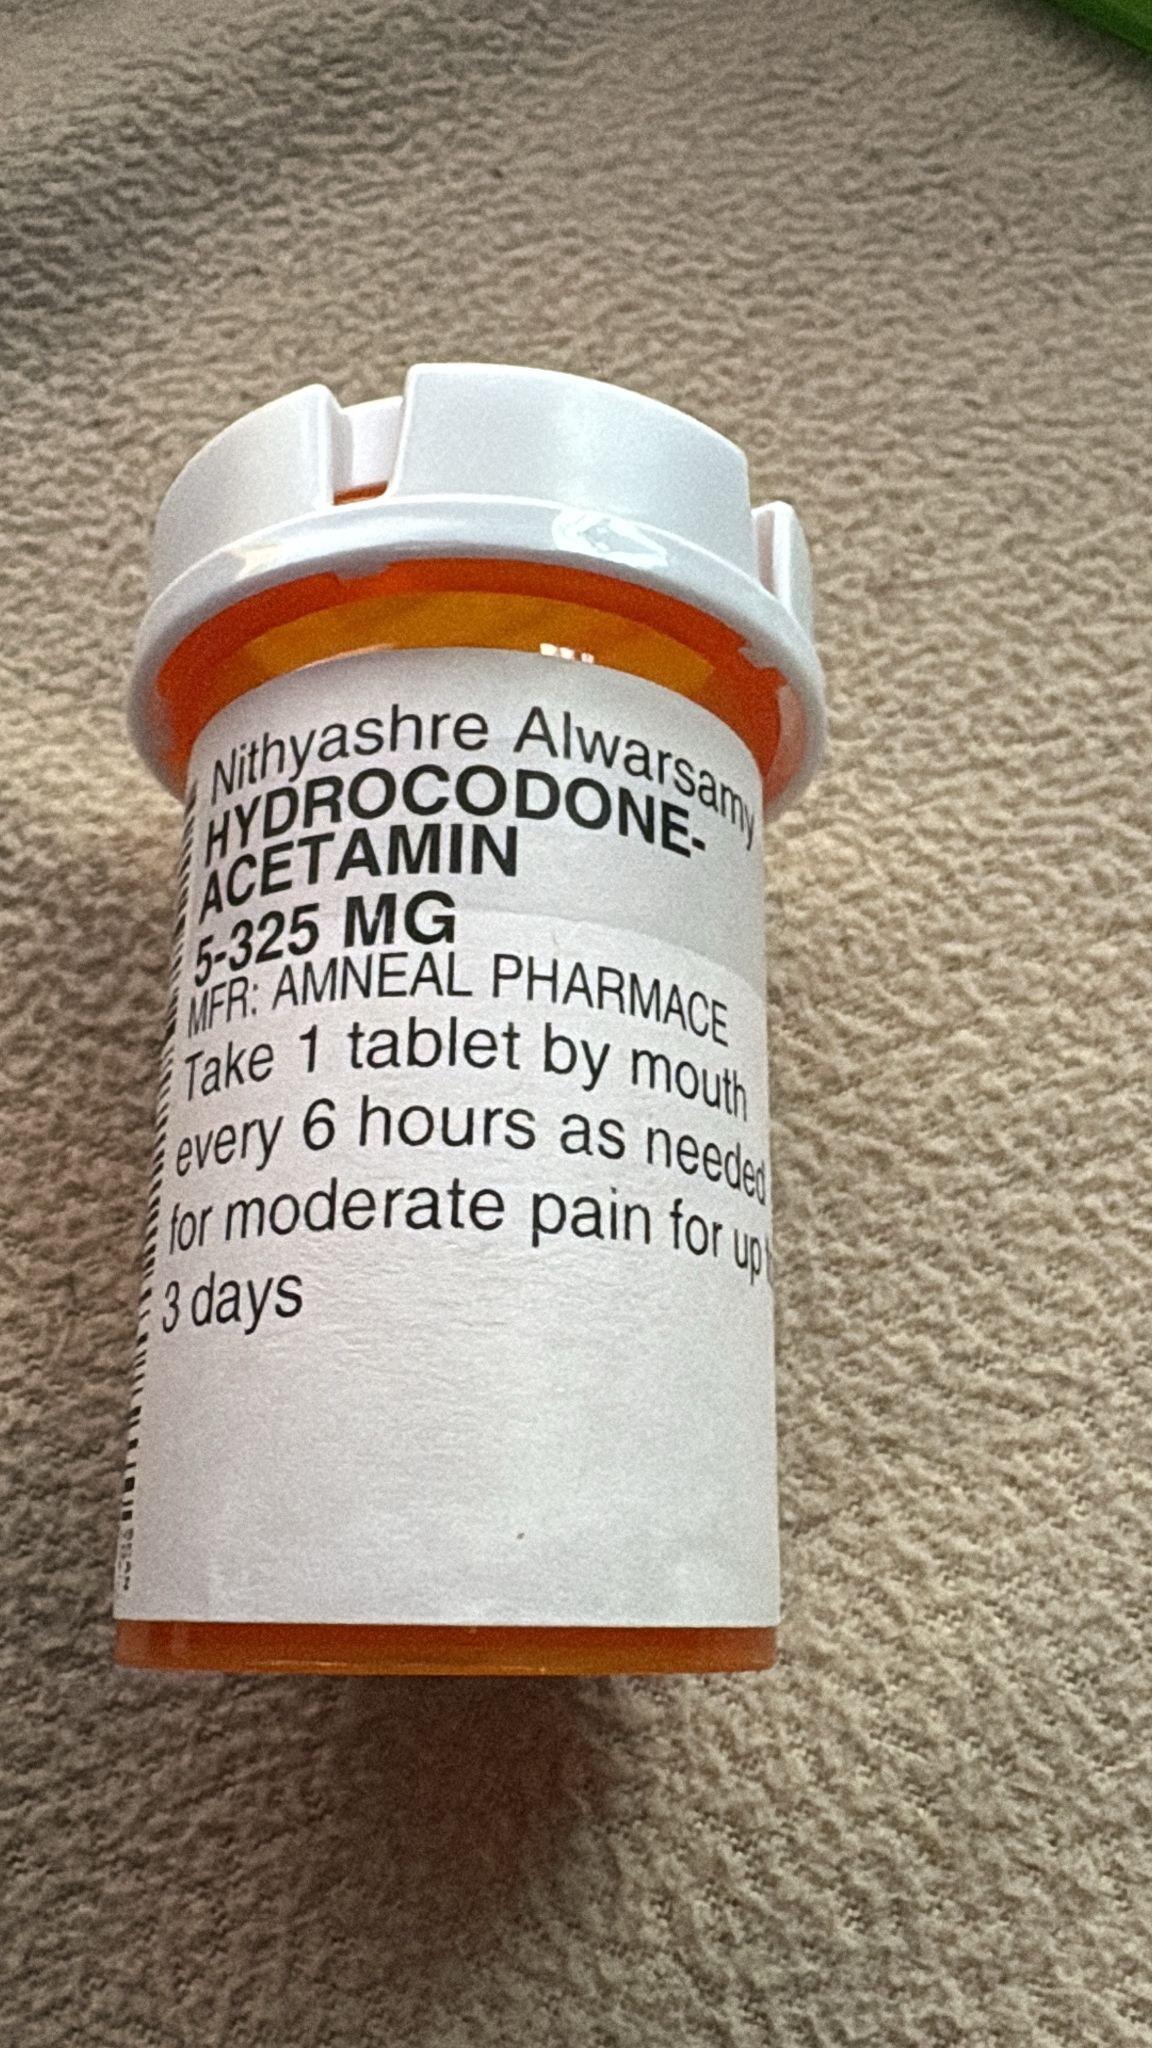 Nithyashre Alwarsamy
HYDROCODONE-
ACETAMIN
5-325 MG
MFR: AMNEAL PHARMACE
Take 1 tablet by mouth
every 6 hours as needed
for moderate pain for up
3 days